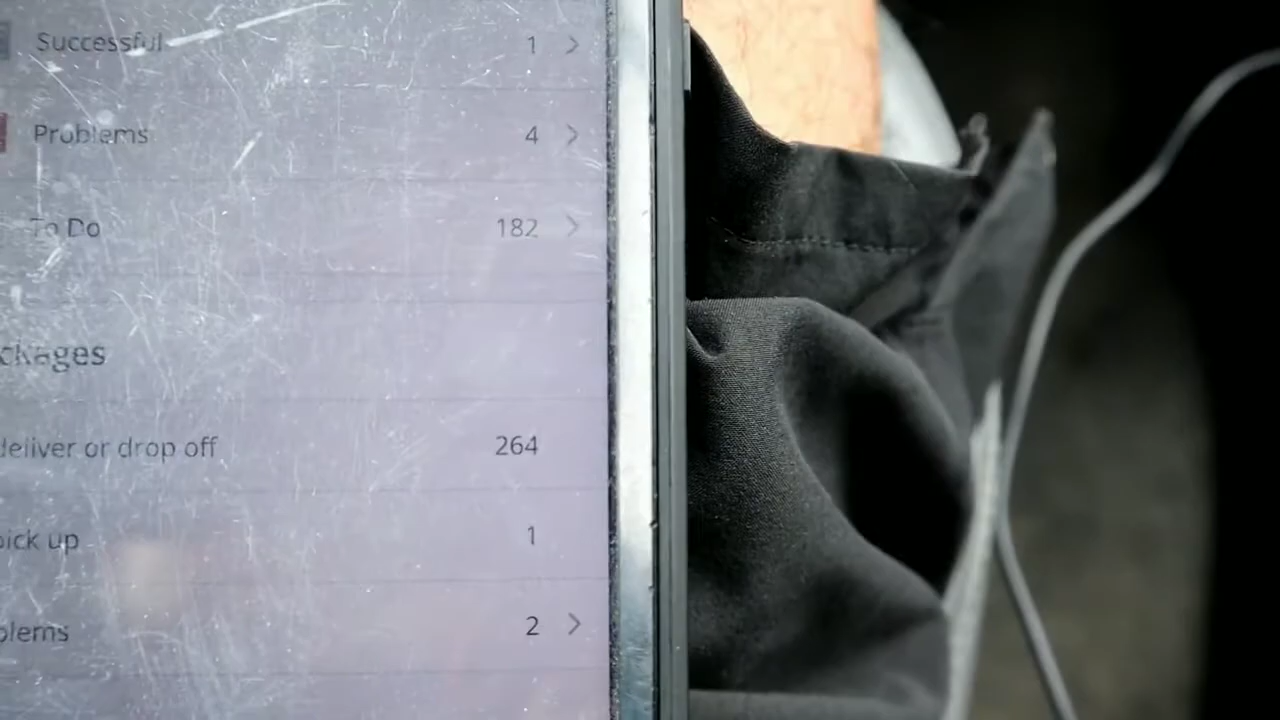 Successful 1
Problems 4
To Do 182
ckages
deliver or drop off 264
pick up 1
blems 2